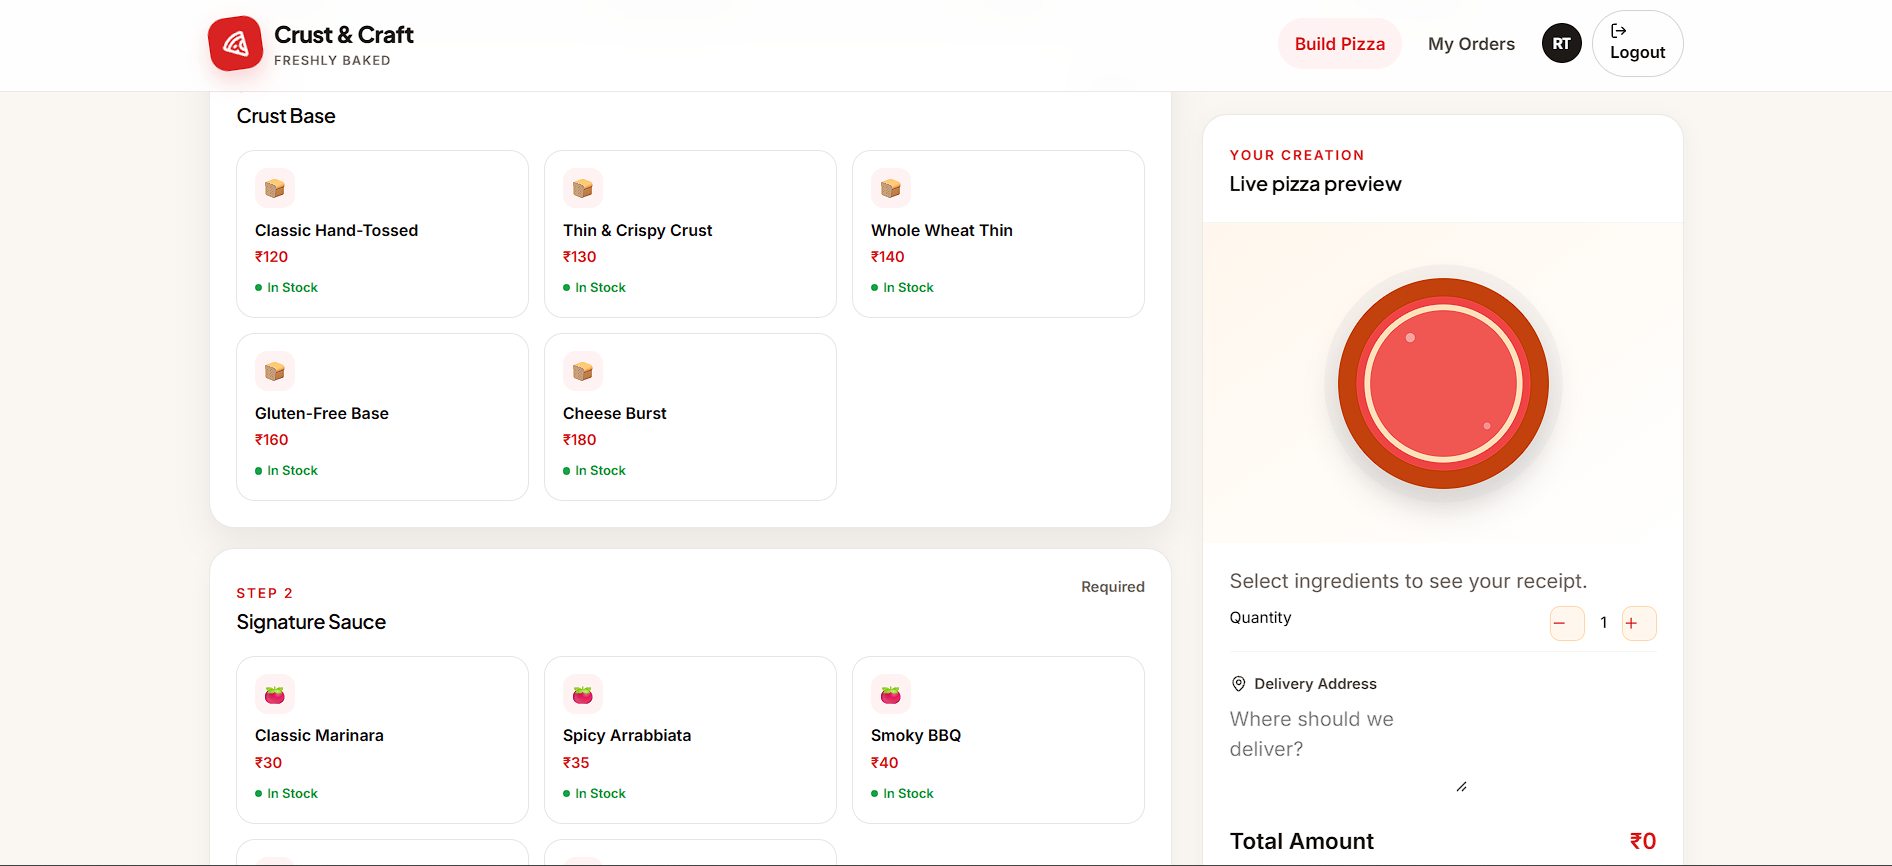 Crust & Craft
FRESHLY BAKED
Build Pizza
My Orders
RT
Logout
Crust Base
Classic Hand-Tossed
₹120
In Stock
Thin & Crispy Crust
₹130
In Stock
Whole Wheat Thin
₹140
In Stock
Gluten-Free Base
₹160
In Stock
Cheese Burst
₹180
In Stock
STEP 2
Signature Sauce
Required
Classic Marinara
₹30
In Stock
Spicy Arrabbiata
₹35
In Stock
Smoky BBQ
₹40
In Stock
YOUR CREATION
Live pizza preview
Select ingredients to see your receipt.
Quantity
− 1 +
Delivery Address
Where should we
deliver?
Total Amount
₹0